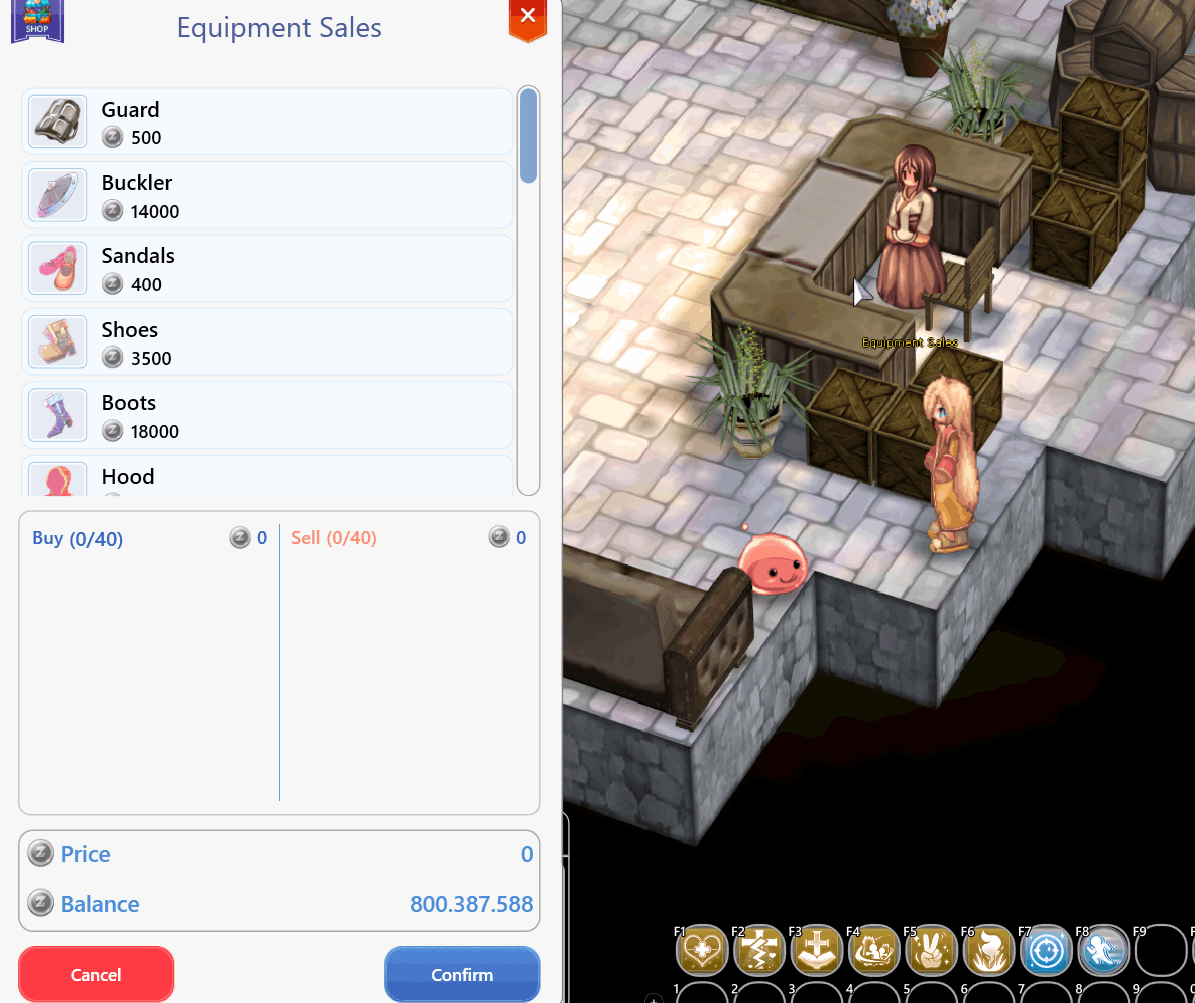 SHOP
Equipment Sales
Guard
500
Buckler
14000
Sandals
400
Shoes
3500
Boots
18000
Hood
Buy (0/40)
0
Sell (0/40)
0
Price
0
Balance
800.387.588
Cancel
Confirm
Equipment Sales
F1 F2 F3 F4 F5 F6 F7 F8 F9
1 2 3 4 5 6 7 8 9